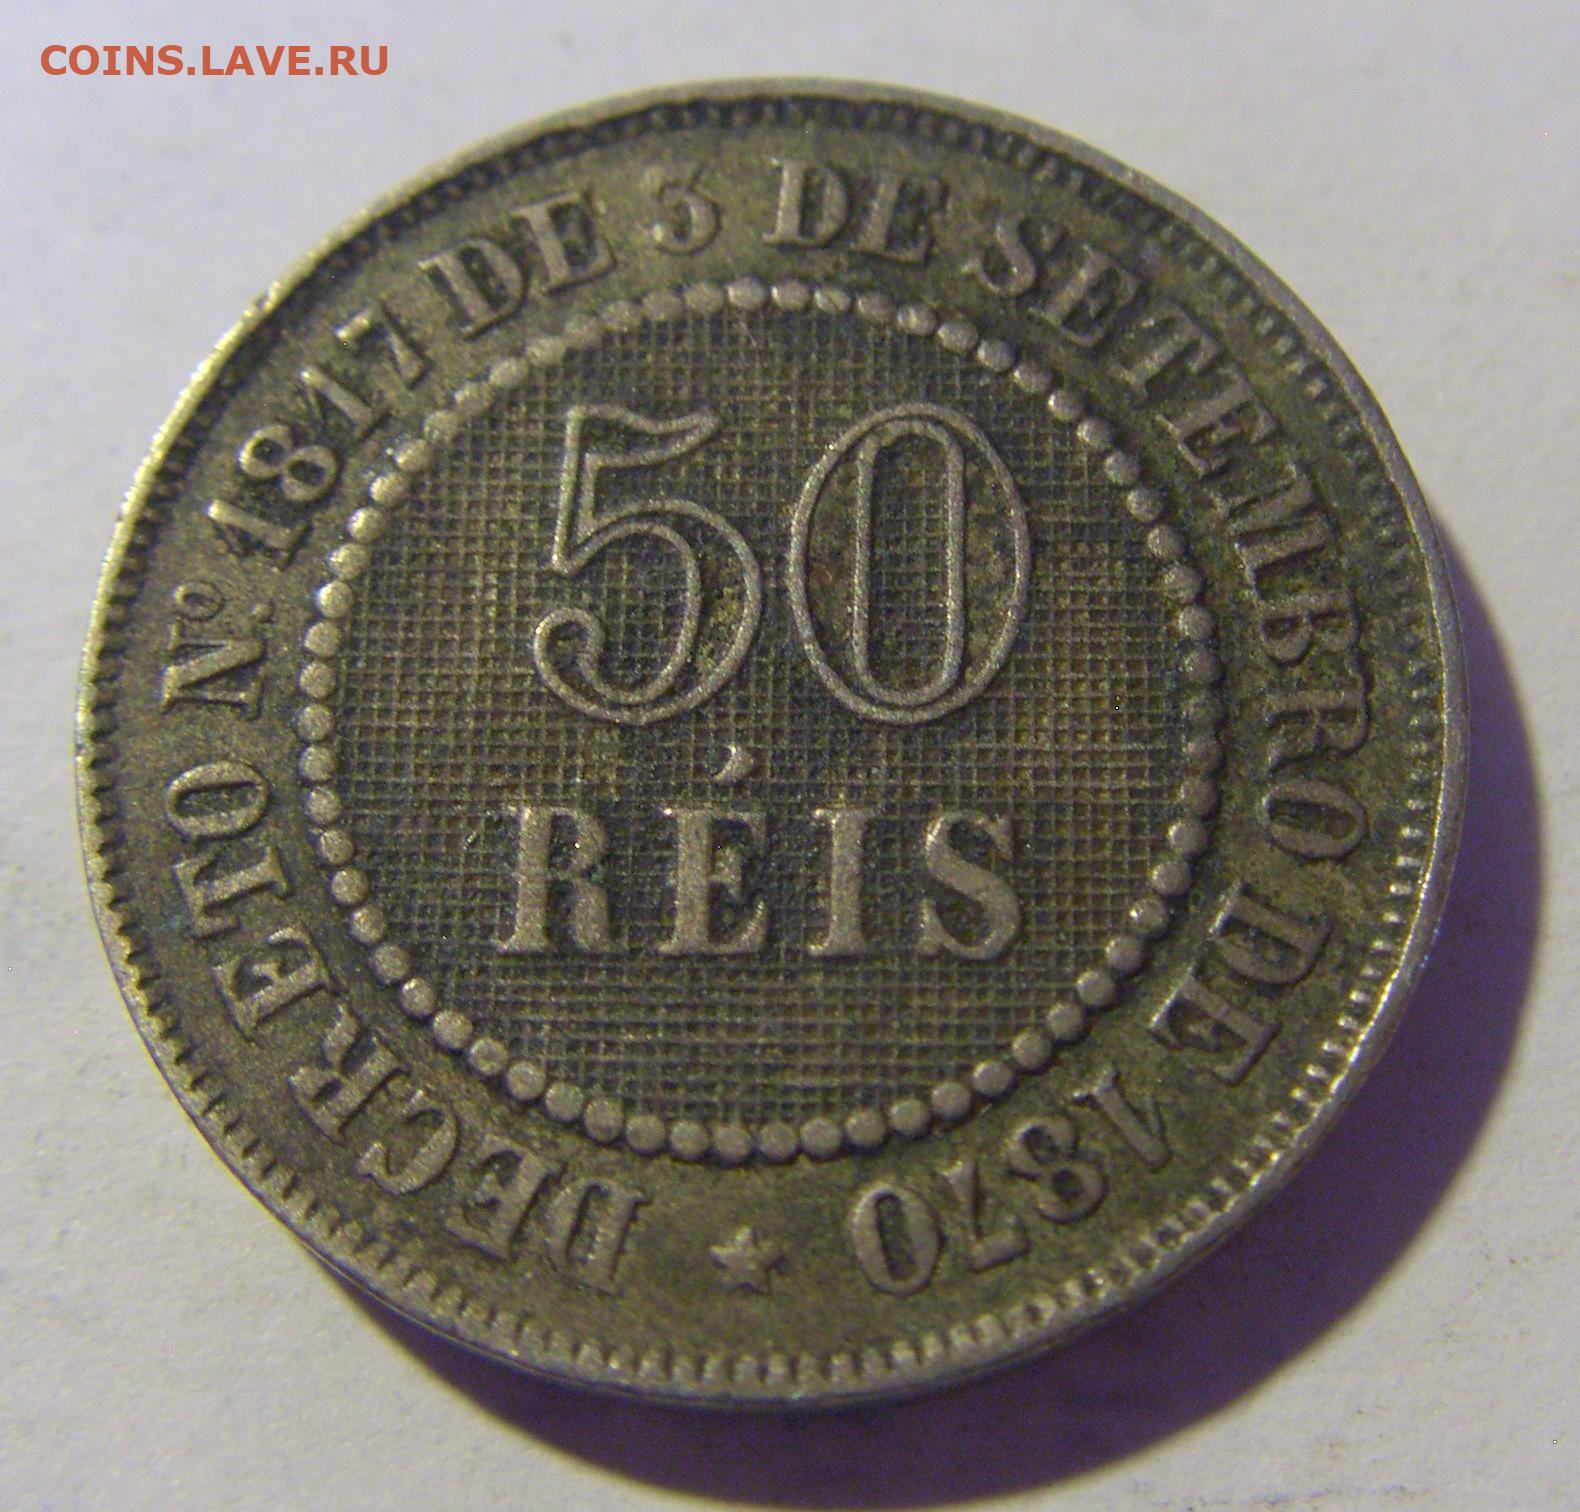 COINS.LAVE.RU
DECRETO Nº. 1817 DE 3 DE SETEMBRO DE 1870
50
RÉIS